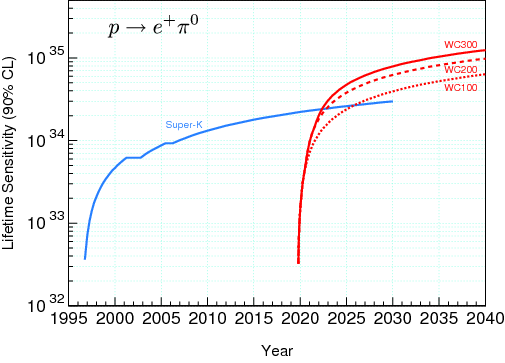 p → e⁺π⁰
Lifetime Sensitivity (90% CL)
10³⁵
10³⁴
10³³
10³²
WC300
WC200
WC100
Super-K
1995 2000 2005 2010 2015 2020 2025 2030 2035 2040
Year